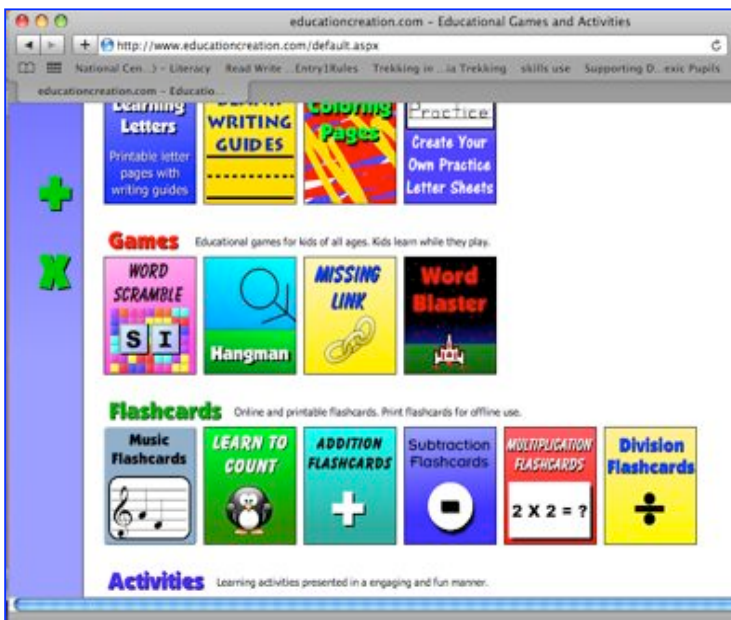 educationcreation.com – Educational Games and Activities
http://www.educationcreation.com/default.aspx
National Cen...) – Literacy Read Write ...Entry1Rules Trekking in ...ia Trekking skills use Supporting D...exic Pupils
educationcreation.com – Educatio...
Learning
Letters
Printable letter
pages with
writing guides
WRITING
GUIDES
Coloring
Pages
Practice
Create Your
Own Practice
Letter Sheets
Games Educational games for kids of all ages. Kids learn while they play.
WORD
SCRAMBLE
S I
Hangman
MISSING
LINK
Word
Blaster
Flashcards Online and printable flashcards. Print flashcards for offline use.
Music
Flashcards
LEARN TO
COUNT
ADDITION
FLASHCARDS
+
Subtraction
Flashcards
-
MULTIPLICATION
FLASHCARDS
2 X 2 = ?
Division
Flashcards
÷
Activities Learning activities presented in a engaging and fun manner.